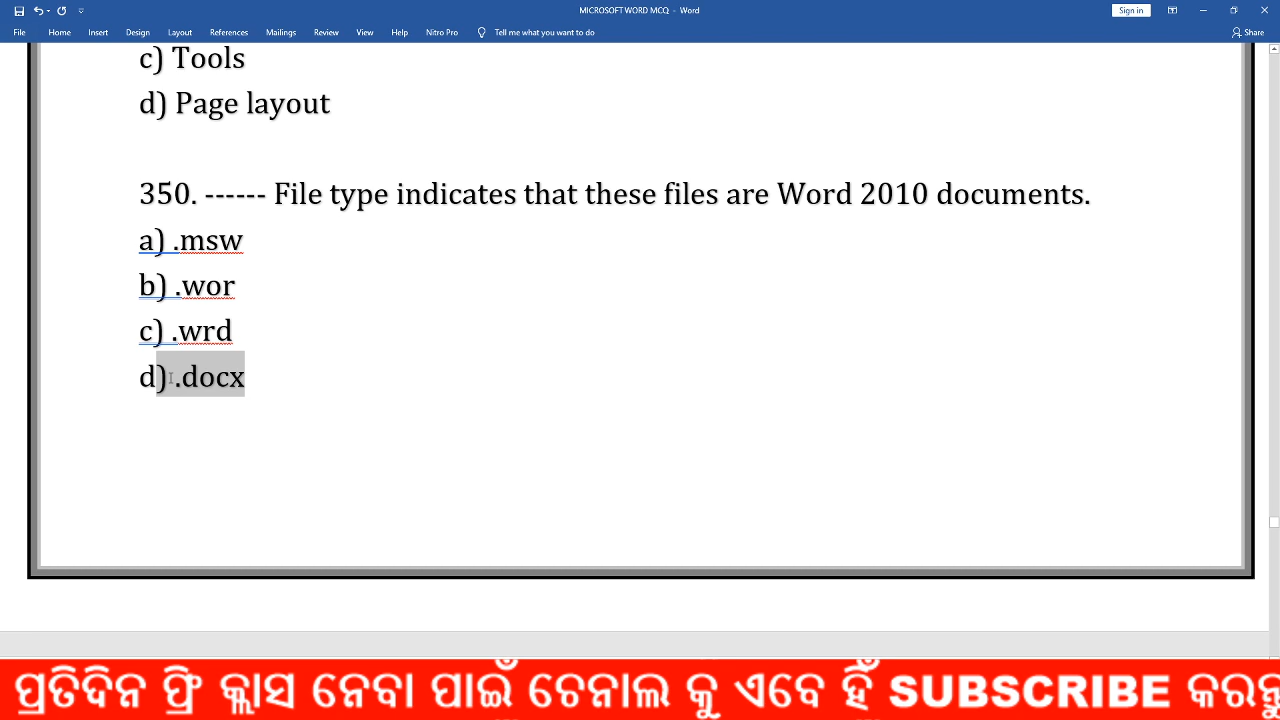 MICROSOFT WORD MCQ - Word
Sign in
File Home Insert Design Layout References Mailings Review View Help Nitro Pro Tell me what you want to do Share
c) Tools
d) Page layout
350. ------ File type indicates that these files are Word 2010 documents.
a) .msw
b) .wor
c) .wrd
d) .docx
ପ୍ରତିଦିନ ଫ୍ରି କ୍ଲାସ ନେବା ପାଇଁ ଚେନାଲ କୁ ଏବେ ହିଁ SUBSCRIBE କରନ୍ତୁ